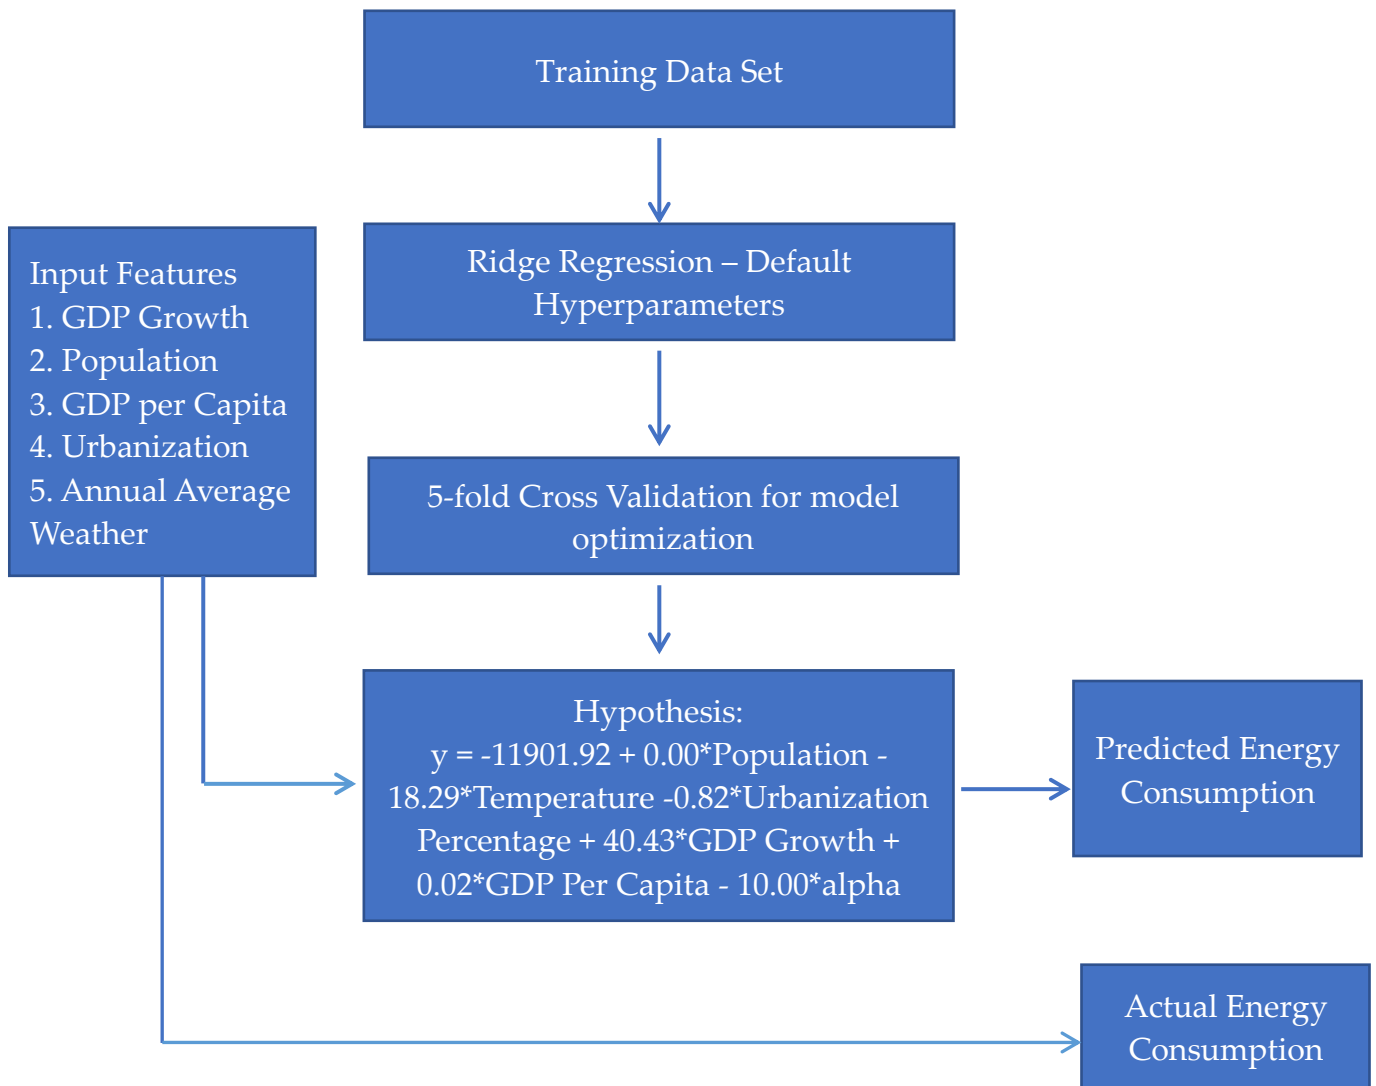 Training Data Set
Ridge Regression – Default
Hyperparameters
Input Features
1. GDP Growth
2. Population
3. GDP per Capita
4. Urbanization
5. Annual Average
Weather
5-fold Cross Validation for model
optimization
Hypothesis:
y = -11901.92 + 0.00*Population -
18.29*Temperature -0.82*Urbanization
Percentage + 40.43*GDP Growth +
0.02*GDP Per Capita - 10.00*alpha
Predicted Energy
Consumption
Actual Energy
Consumption